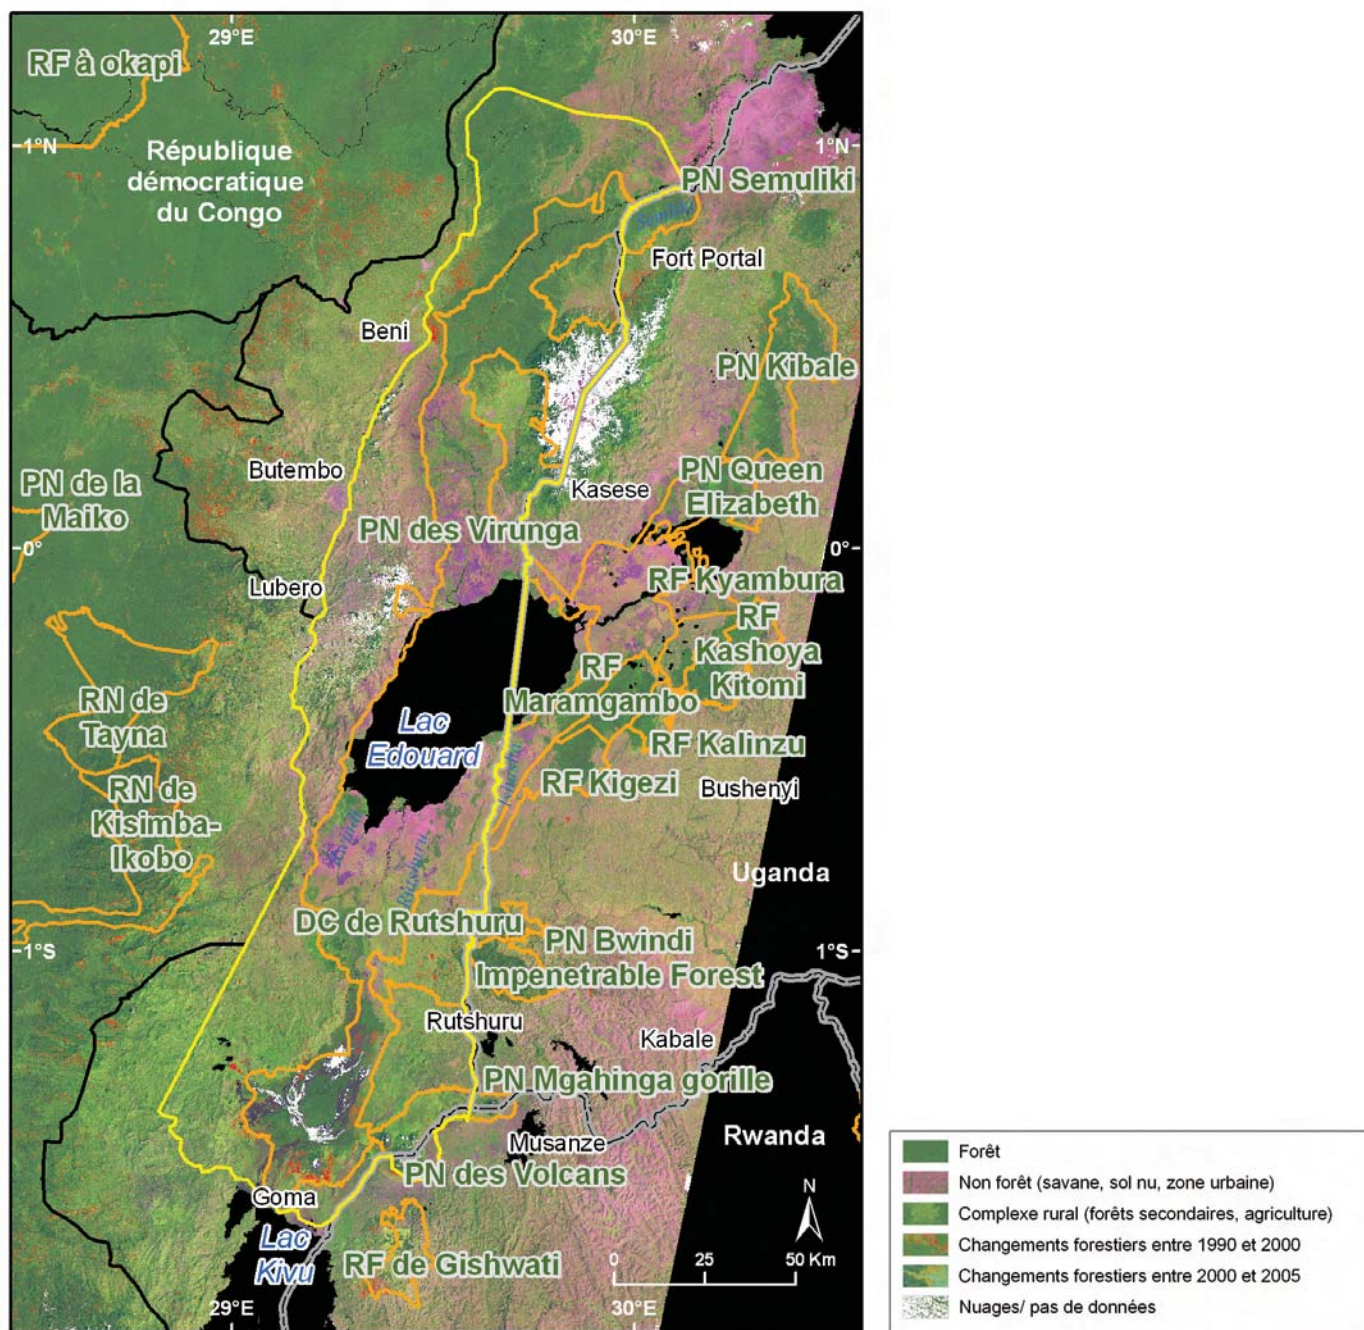 29°E
30°E
RF à okapi
1°N
1°N
République
démocratique
du Congo
PN Semuliki
Semliki
Fort Portal
Beni
PN Kibale
PN de la
Maiko
Butembo
Kasese
PN Queen
Elizabeth
PN des Virunga
0°
0°
Lubero
RF Kyambura
RF
Kashoya
Kitomi
RN de
Tayna
RF
Maramgambo
Lac
Edouard
RF Kalinzu
RF Kigezi
Bushenyi
RN de
Kisimba-
Ikobo
Rutshuru
Uganda
DC de Rutshuru
1°S
1°S
PN Bwindi
Impenetrable Forest
Rutshuru
Kabale
PN Mgahinga gorille
Musanze
Rwanda
PN des Volcans
Goma
Lac
Kivu
RF de Gishwati
N
0 25 50 Km
29°E
30°E
Forêt
Non forêt (savane, sol nu, zone urbaine)
Complexe rural (forêts secondaires, agriculture)
Changements forestiers entre 1990 et 2000
Changements forestiers entre 2000 et 2005
Nuages/ pas de données